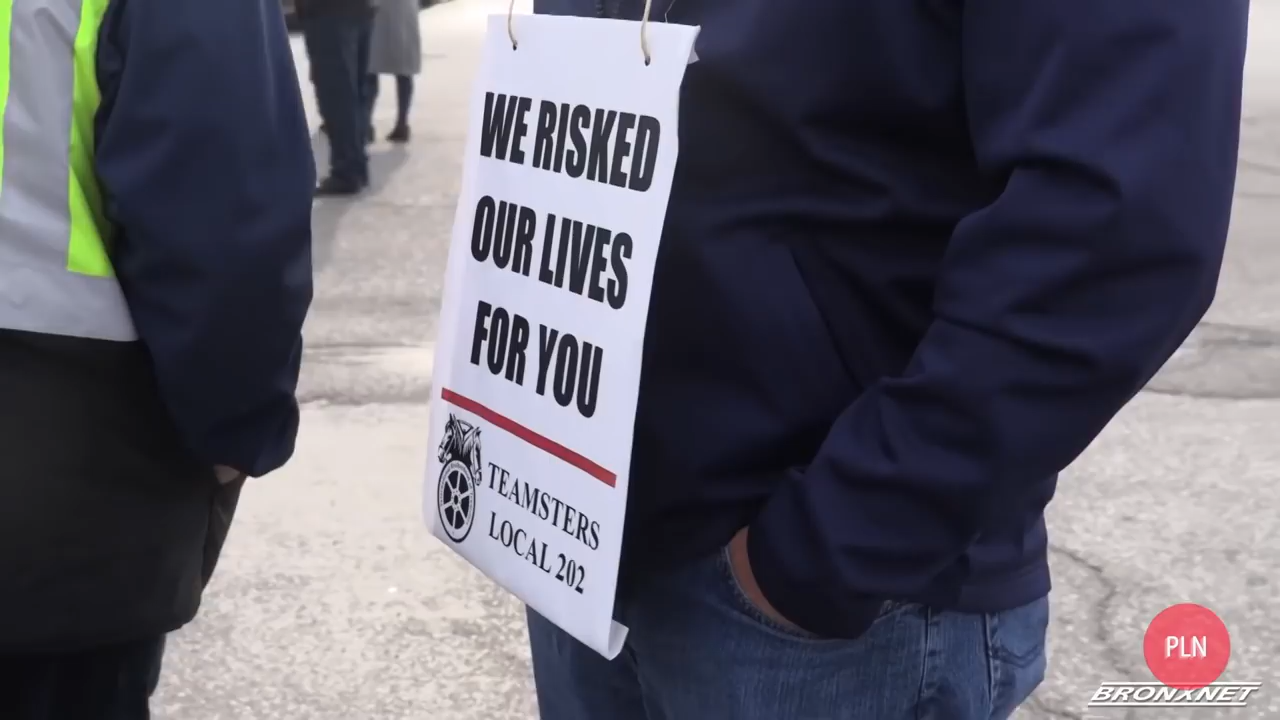 WE RISKED
OUR LIVES
FOR YOU
TEAMSTERS
LOCAL 202
PLN
BRONXNET